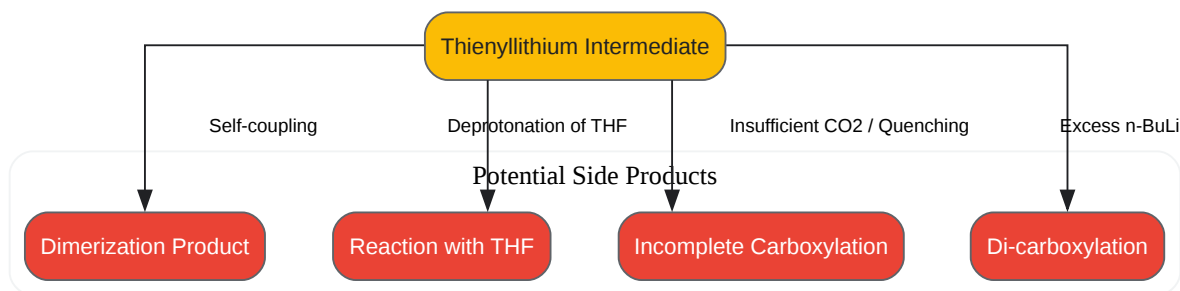 Thienyllithium Intermediate
Self-coupling
Deprotonation of THF
Insufficient CO2 / Quenching
Excess n-BuLi
Potential Side Products
Dimerization Product
Reaction with THF
Incomplete Carboxylation
Di-carboxylation